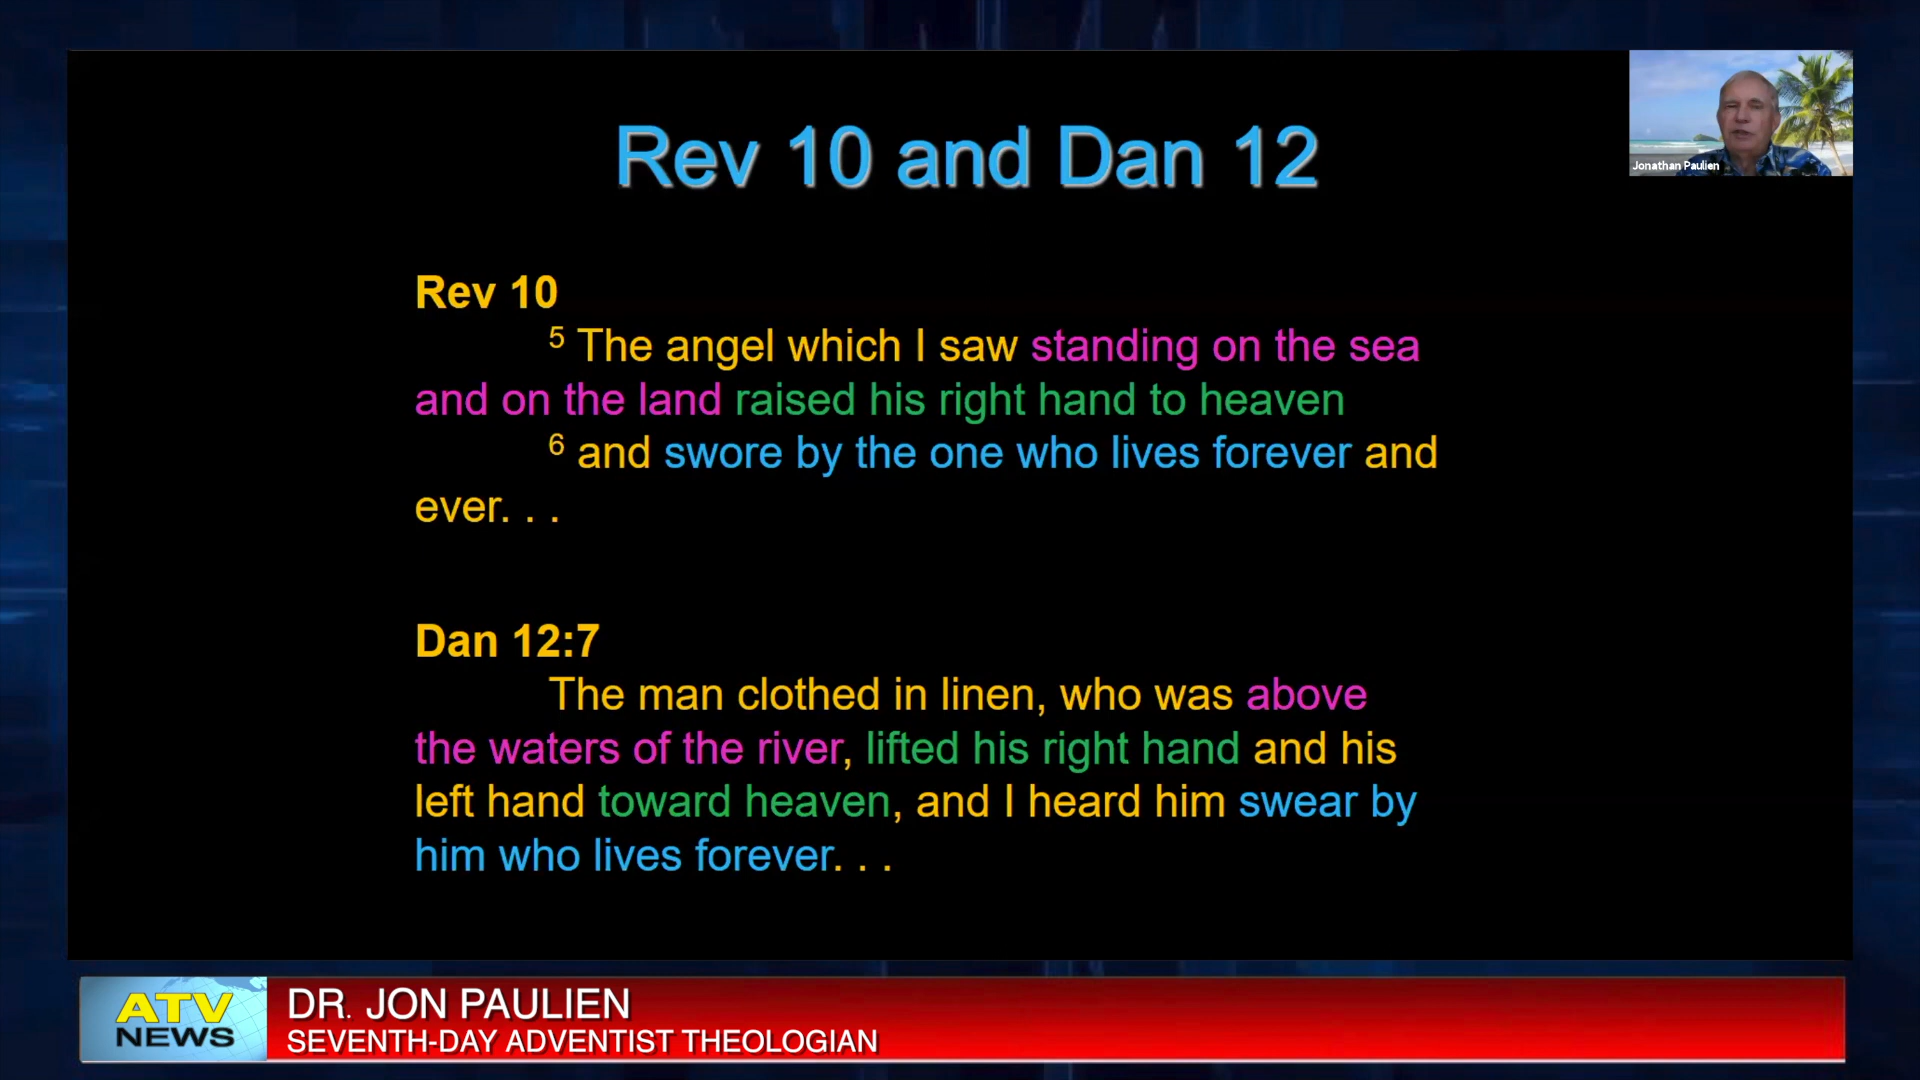 Jonathan Paulien
Rev 10 and Dan 12
Rev 10
5 The angel which I saw standing on the sea
and on the land raised his right hand to heaven
6 and swore by the one who lives forever and
ever. . .
Dan 12:7
The man clothed in linen, who was above
the waters of the river, lifted his right hand and his
left hand toward heaven, and I heard him swear by
him who lives forever. . .
ATV
NEWS
DR. JON PAULIEN
SEVENTH-DAY ADVENTIST THEOLOGIAN